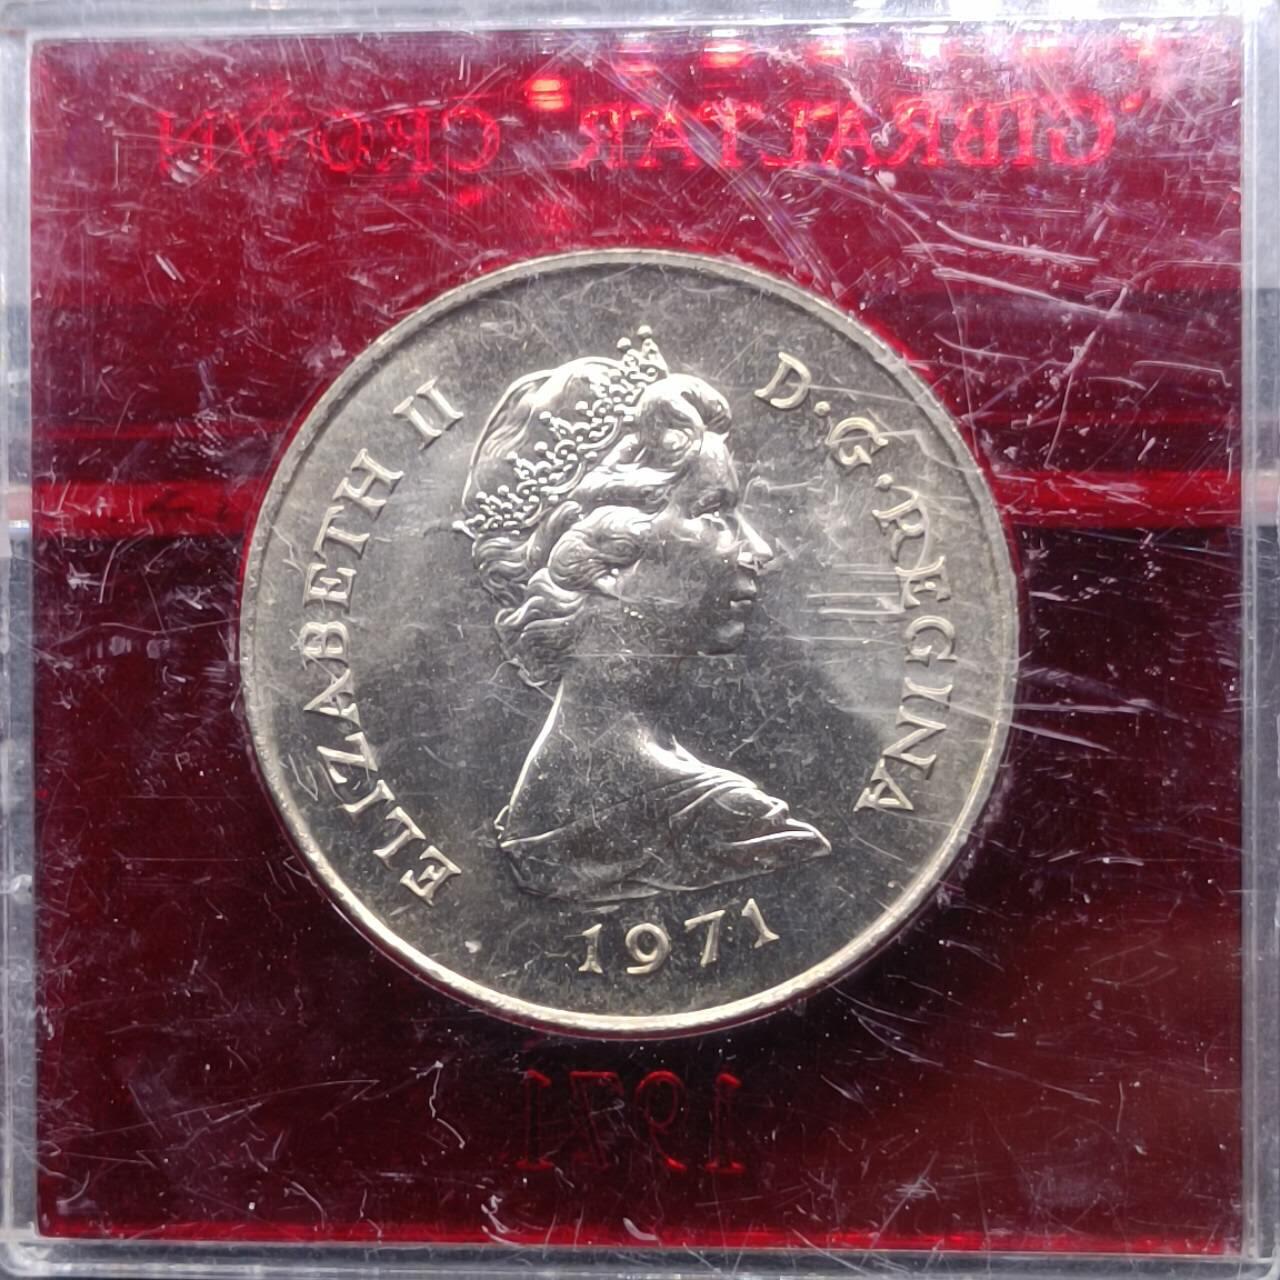 GIBRALTAR CROWN
ELIZABETH II D·G·REGINA
1971
1971